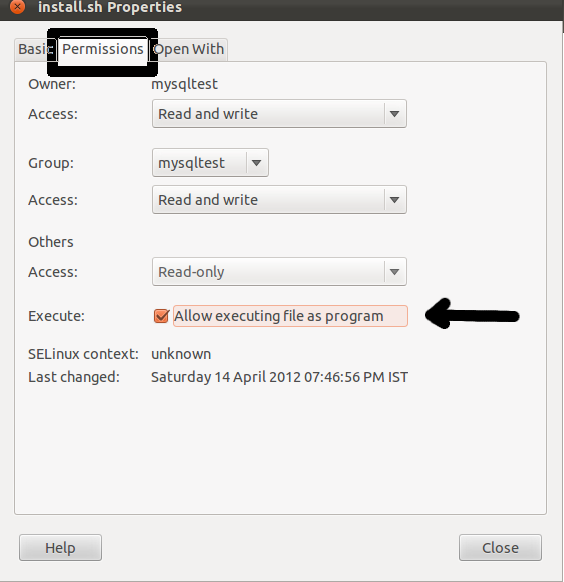 install.sh Properties
Basic Permissions Open With
Owner: mysqltest
Access: Read and write
Group: mysqltest
Access: Read and write
Others
Access: Read-only
Execute: Allow executing file as program
SELinux context: unknown
Last changed: Saturday 14 April 2012 07:46:56 PM IST
Help Close